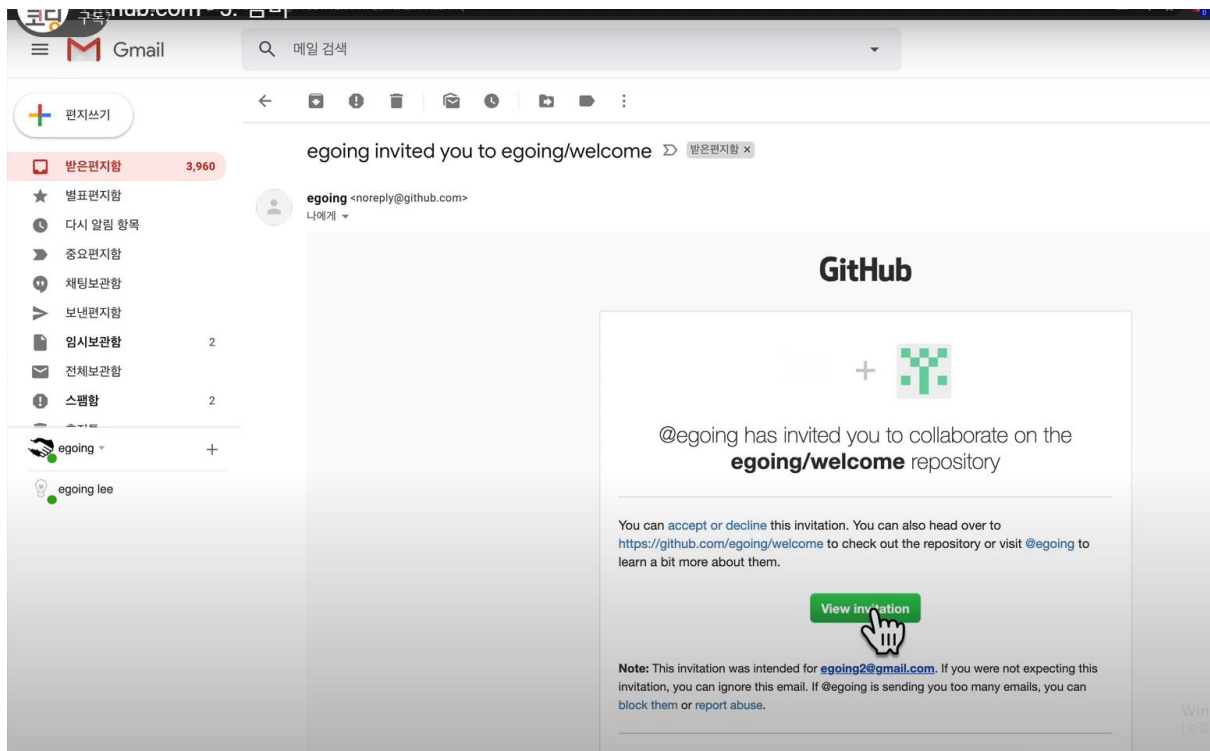 코딩
구독
hub.com - 3.
Gmail
메일 검색
편지쓰기
egoing invited you to egoing/welcome 받은편지함 ×
받은편지함 3,960
별표편지함
egoing <noreply@github.com>
다시 알림 항목
나에게
중요편지함
채팅보관함
GitHub
보낸편지함
임시보관함 2
전체보관함
스팸함 2
egoing
@egoing has invited you to collaborate on the
egoing/welcome repository
egoing lee
You can accept or decline this invitation. You can also head over to
https://github.com/egoing/welcome to check out the repository or visit @egoing to
learn a bit more about them.
View invitation
Note: This invitation was intended for egoing2@gmail.com. If you were not expecting this
invitation, you can ignore this email. If @egoing is sending you too many emails, you can
block them or report abuse.
Win